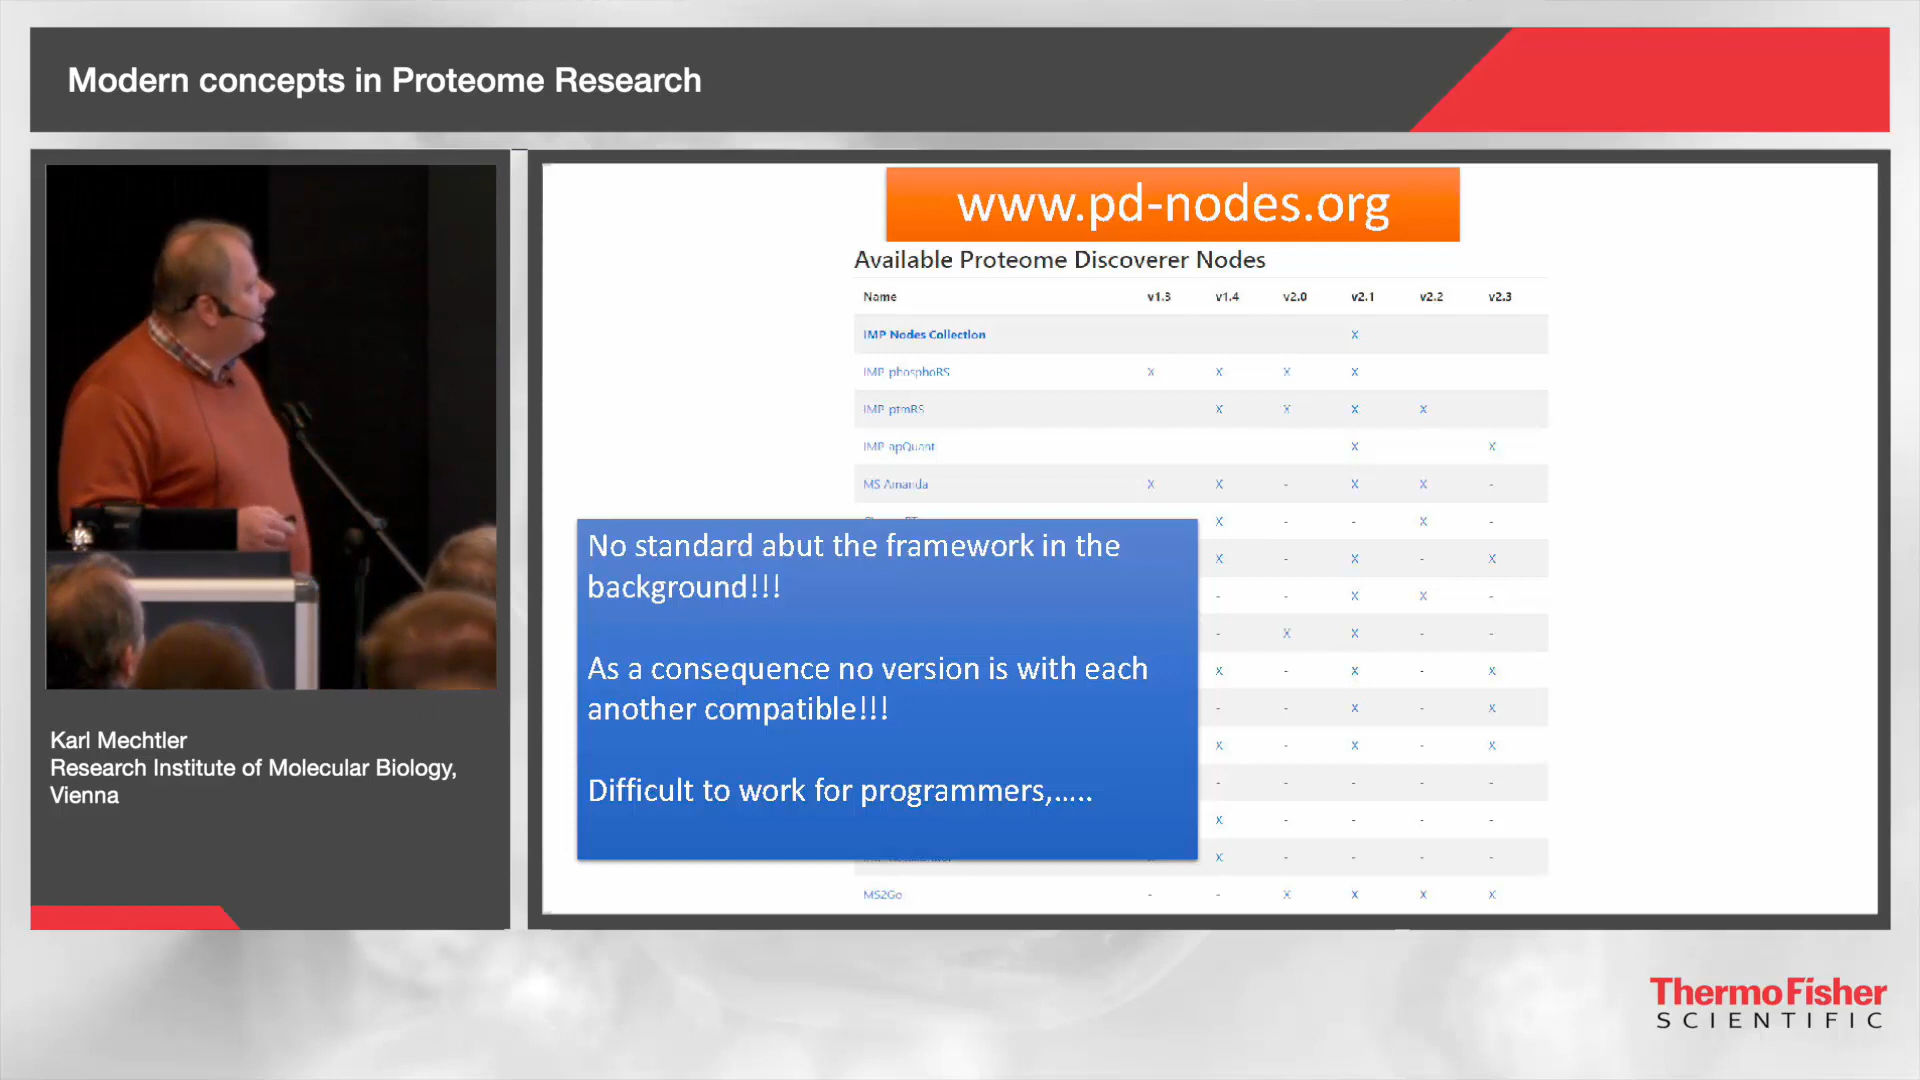 Modern concepts in Proteome Research
Karl Mechtler
Research Institute of Molecular Biology,
Vienna
www.pd-nodes.org
Available Proteome Discoverer Nodes
Name v1.3 v1.4 v2.0 v2.1 v2.2 v2.3
IMP Nodes Collection X
IMP phosphoRS X X X X
IMP ptmRS X X X X
IMP apQuant X X
MS Amanda X X - X X -
X - - X -
X - X - X
- - X X -
- X X - -
X - X - X
- - X - X
X - X - X
- - - - -
X - - - -
X - - - -
MS2Go - - X X X X
No standard abut the framework in the
background!!!
As a consequence no version is with each
another compatible!!!
Difficult to work for programmers,.....
ThermoFisher
SCIENTIFIC